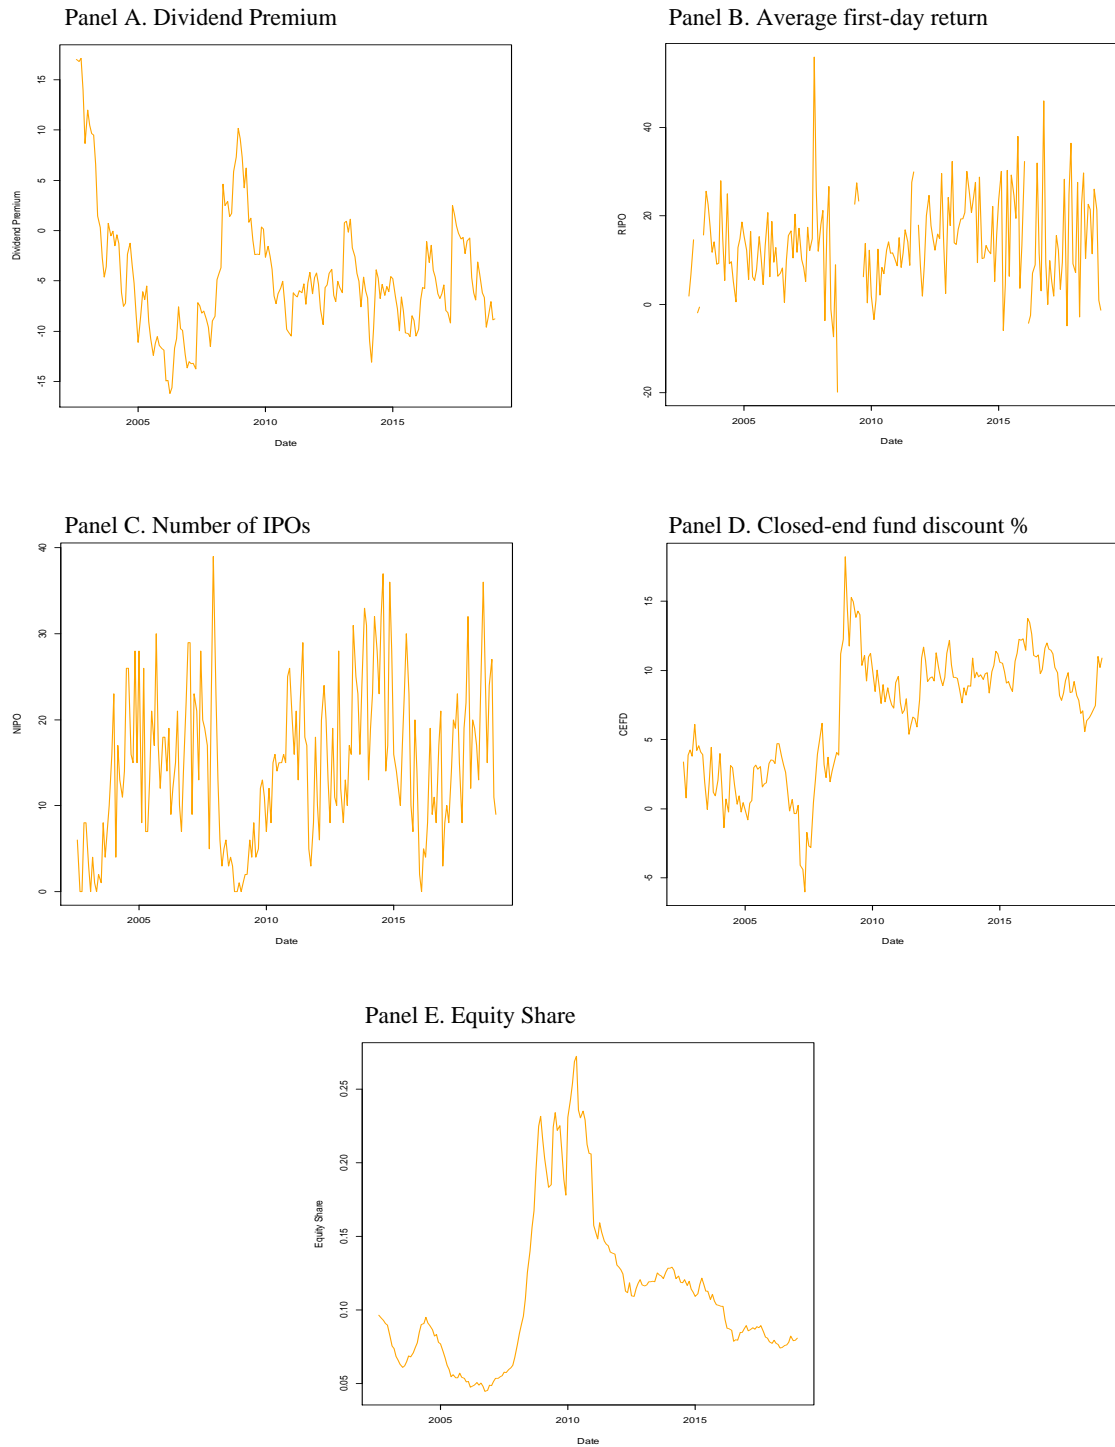 Panel A. Dividend Premium
Panel B. Average first-day return
15
10
5
0
-5
-10
-15
Dividend Premium
2005
2010
2015
Date
40
20
0
-20
RIPO
2005
2010
2015
Date
Panel C. Number of IPOs
Panel D. Closed-end fund discount %
40
30
20
10
0
NIPO
2005
2010
2015
Date
15
10
5
0
-5
CEFD
2005
2010
2015
Date
Panel E. Equity Share
0.25
0.20
0.15
0.10
0.05
Equity Share
2005
2010
2015
Date